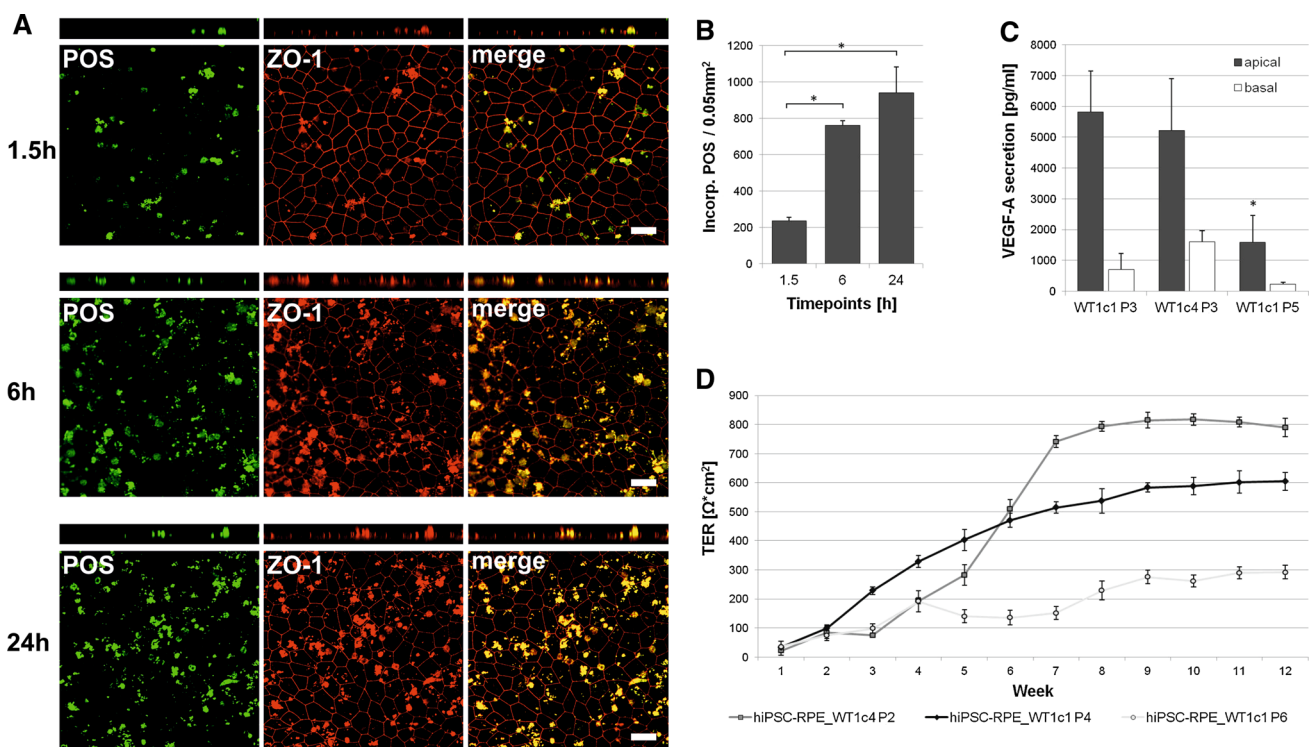 A
POS
ZO-1
merge
1.5h
POS
ZO-1
merge
6h
POS
ZO-1
merge
24h
B
Incorp. POS / 0.05mm²
1200
1000
800
600
400
200
0
*
*
1.5
6
24
Timepoints [h]
C
VEGF-A secretion [pg/ml]
8000
7000
6000
5000
4000
3000
2000
1000
0
apical
basal
*
WT1c1 P3
WT1c4 P3
WT1c1 P5
D
TER [Ω*cm²]
900
800
700
600
500
400
300
200
100
0
1 2 3 4 5 6 7 8 9 10 11 12
Week
hiPSC-RPE_WT1c4 P2
hiPSC-RPE_WT1c1 P4
hiPSC-RPE_WT1c1 P6